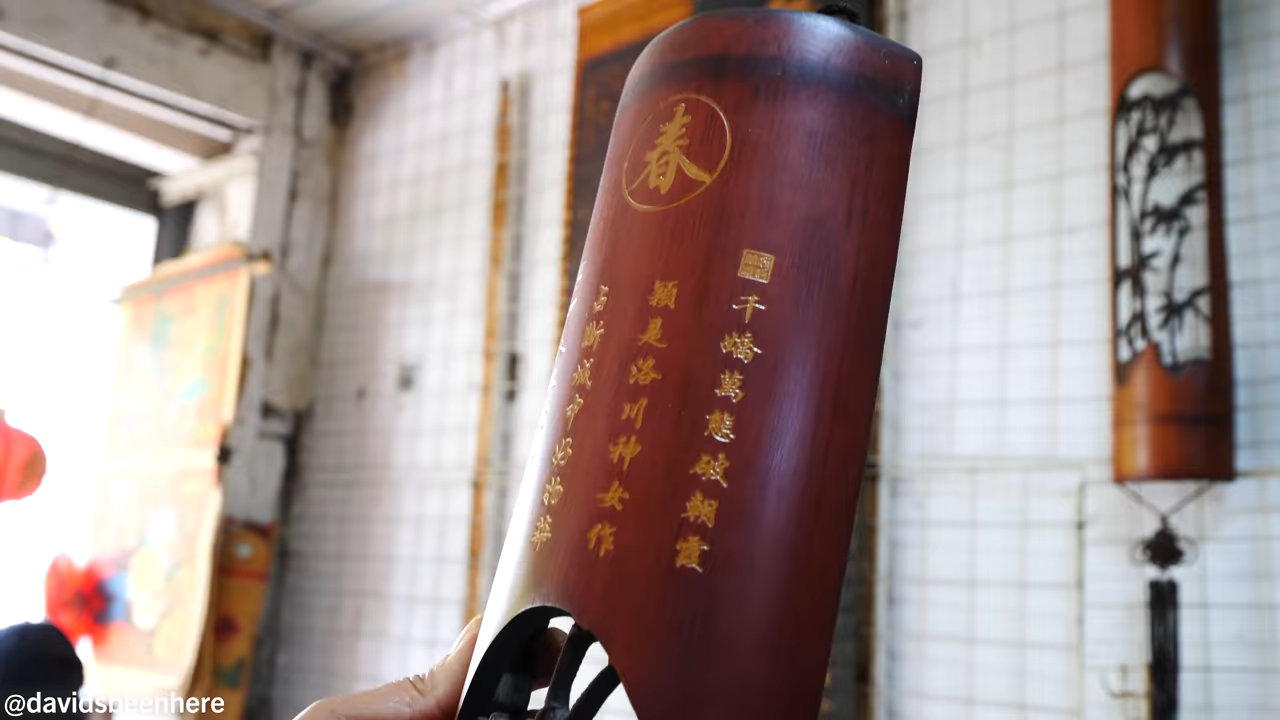 春
千嬌萬態破朝霞
顆是洛川神女作
占斷城中好物華
@davidsbeenhere